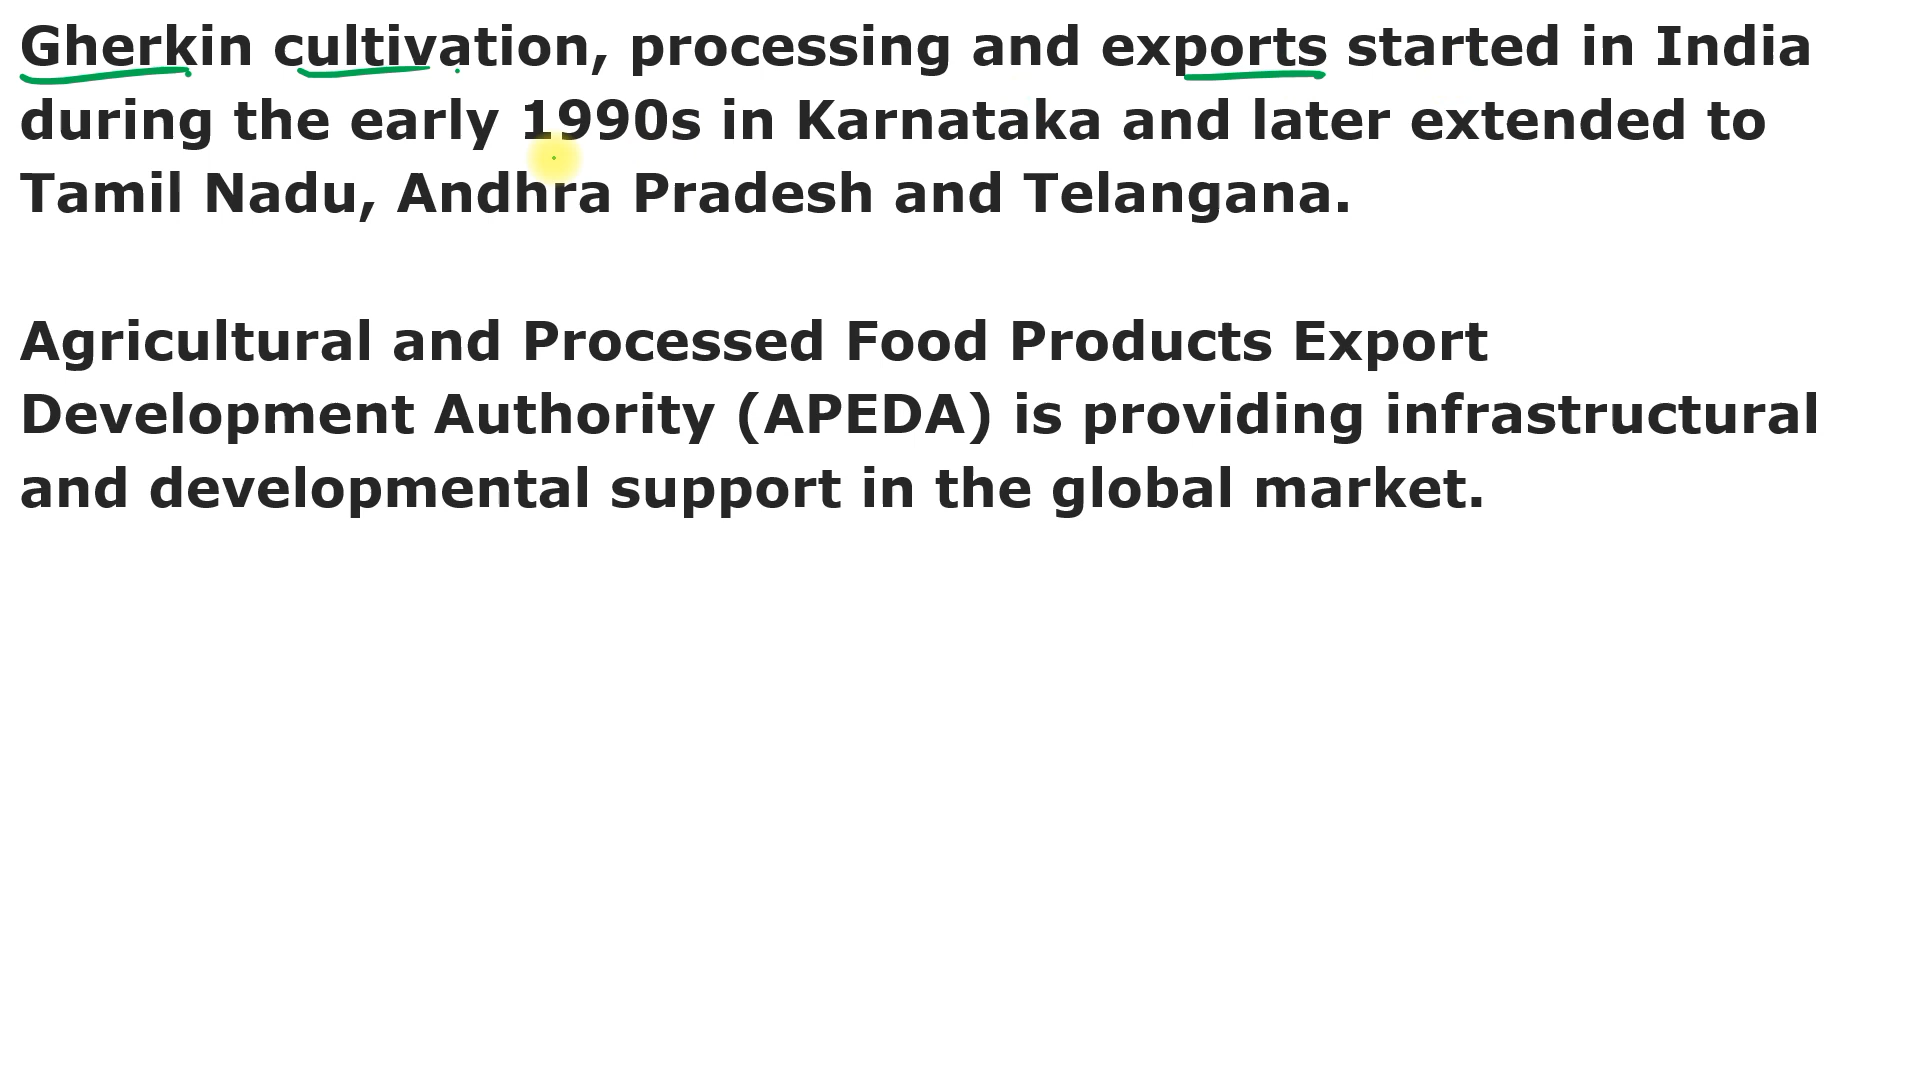 Gherkin cultivation, processing and exports started in India
during the early 1990s in Karnataka and later extended to
Tamil Nadu, Andhra Pradesh and Telangana.
Agricultural and Processed Food Products Export
Development Authority (APEDA) is providing infrastructural
and developmental support in the global market.